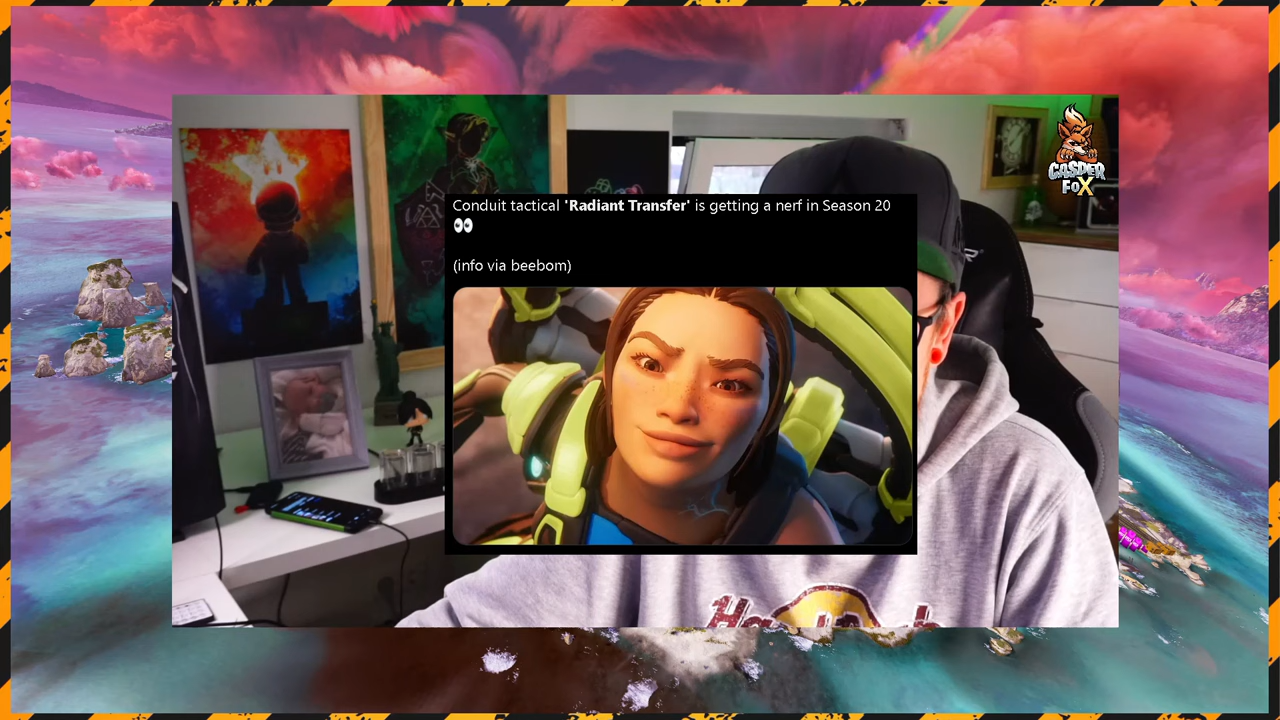 CASPER
FoX
Conduit tactical 'Radiant Transfer' is getting a nerf in Season 20
👀
(info via beebom)